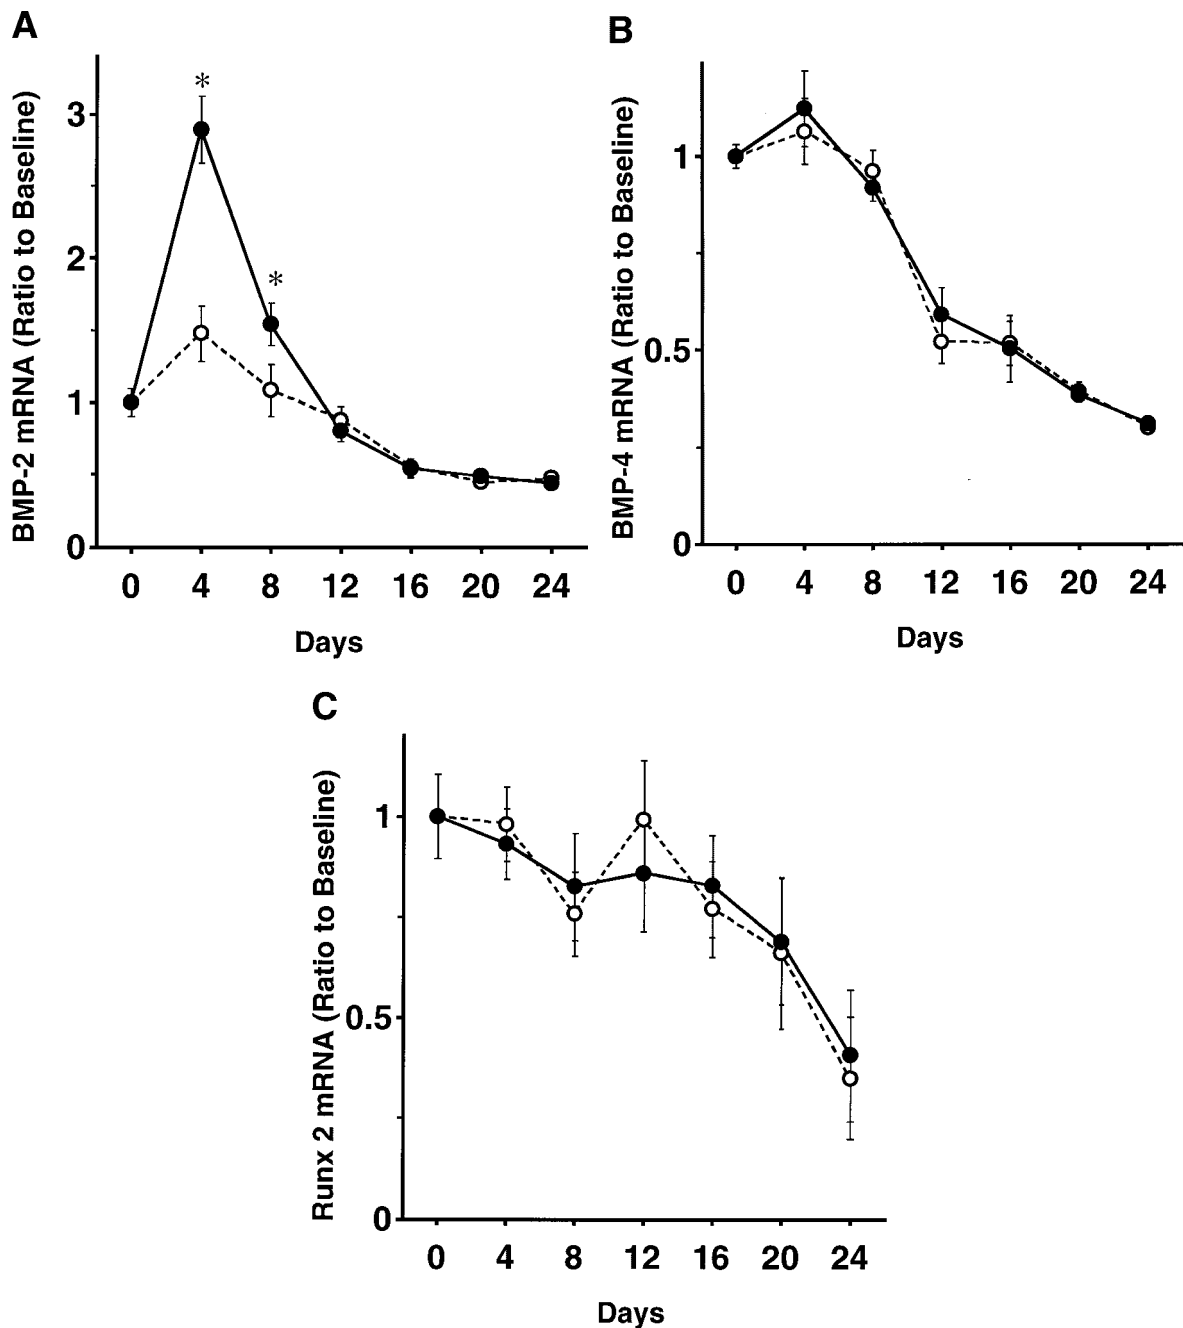 A
BMP-2 mRNA (Ratio to Baseline)
3
2
1
0
*
*
0 4 8 12 16 20 24
Days
B
BMP-4 mRNA (Ratio to Baseline)
1
0.5
0
0 4 8 12 16 20 24
Days
C
Runx 2 mRNA (Ratio to Baseline)
1
0.5
0
0 4 8 12 16 20 24
Days